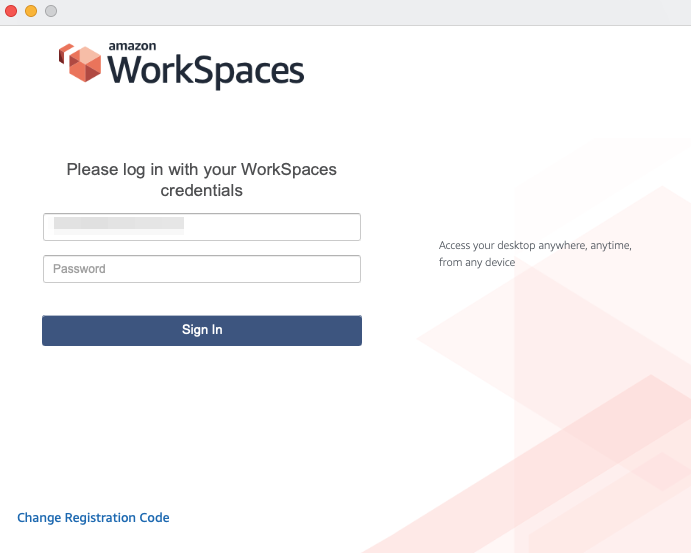 amazon
WorkSpaces
Please log in with your WorkSpaces
credentials
Access your desktop anywhere, anytime,
from any device
Password
Sign In
Change Registration Code